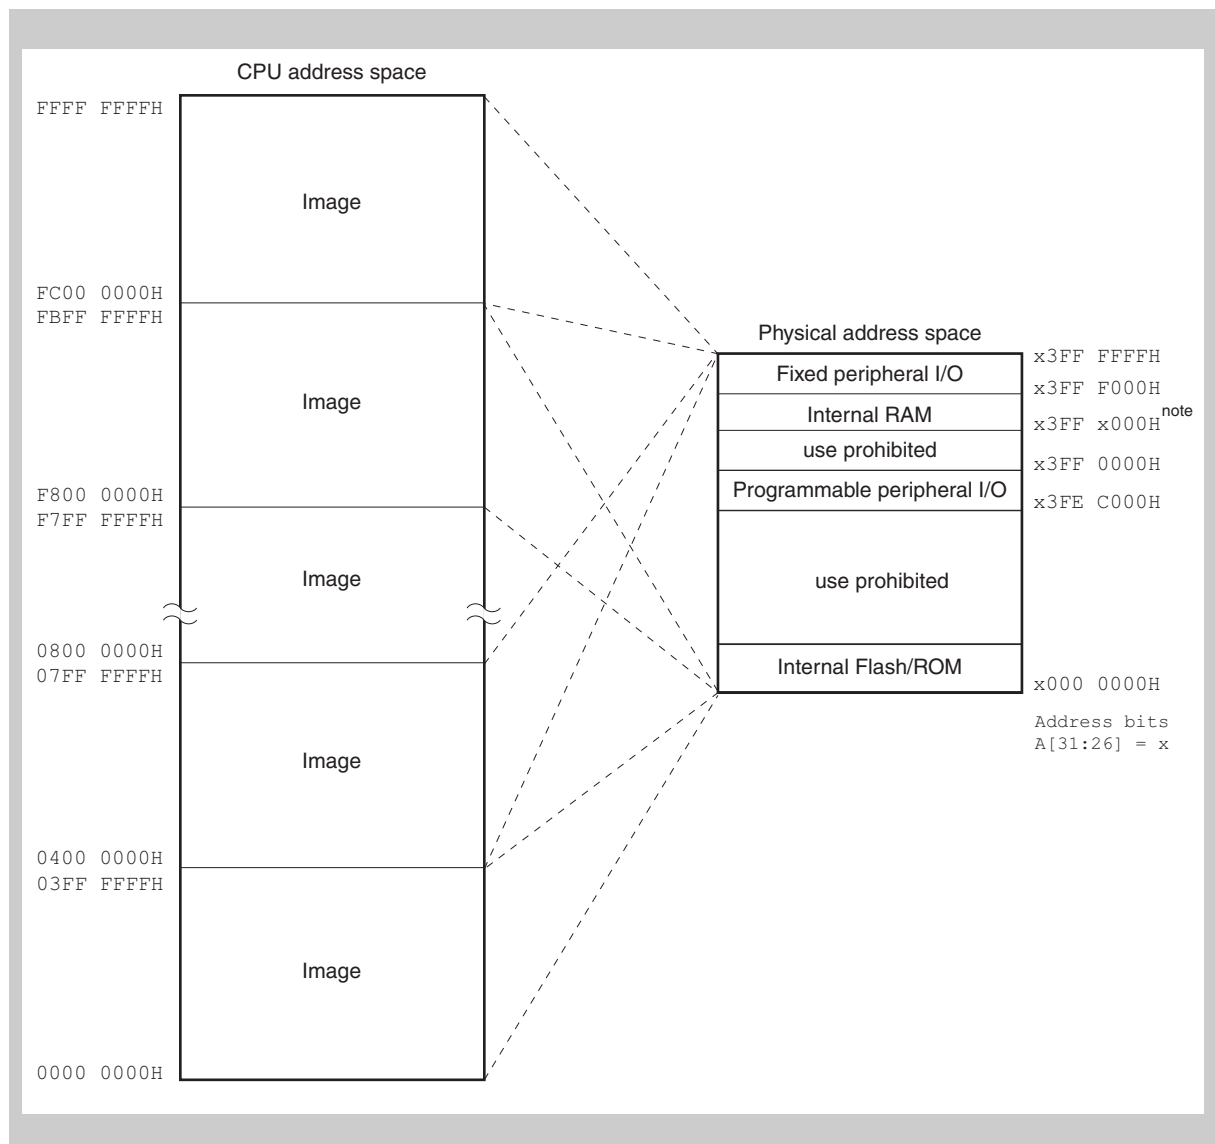 CPU address space
FFFF FFFFH
Image
FC00 0000H
FBFF FFFFH
Image
F800 0000H
F7FF FFFFH
Image
0800 0000H
07FF FFFFH
Image
0400 0000H
03FF FFFFH
Image
0000 0000H
Physical address space
x3FF FFFFH
Fixed peripheral I/O
x3FF F000H
Internal RAM
x3FF x000H note
use prohibited
x3FF 0000H
Programmable peripheral I/O
x3FE C000H
use prohibited
Internal Flash/ROM
x000 0000H
Address bits
A[31:26] = x